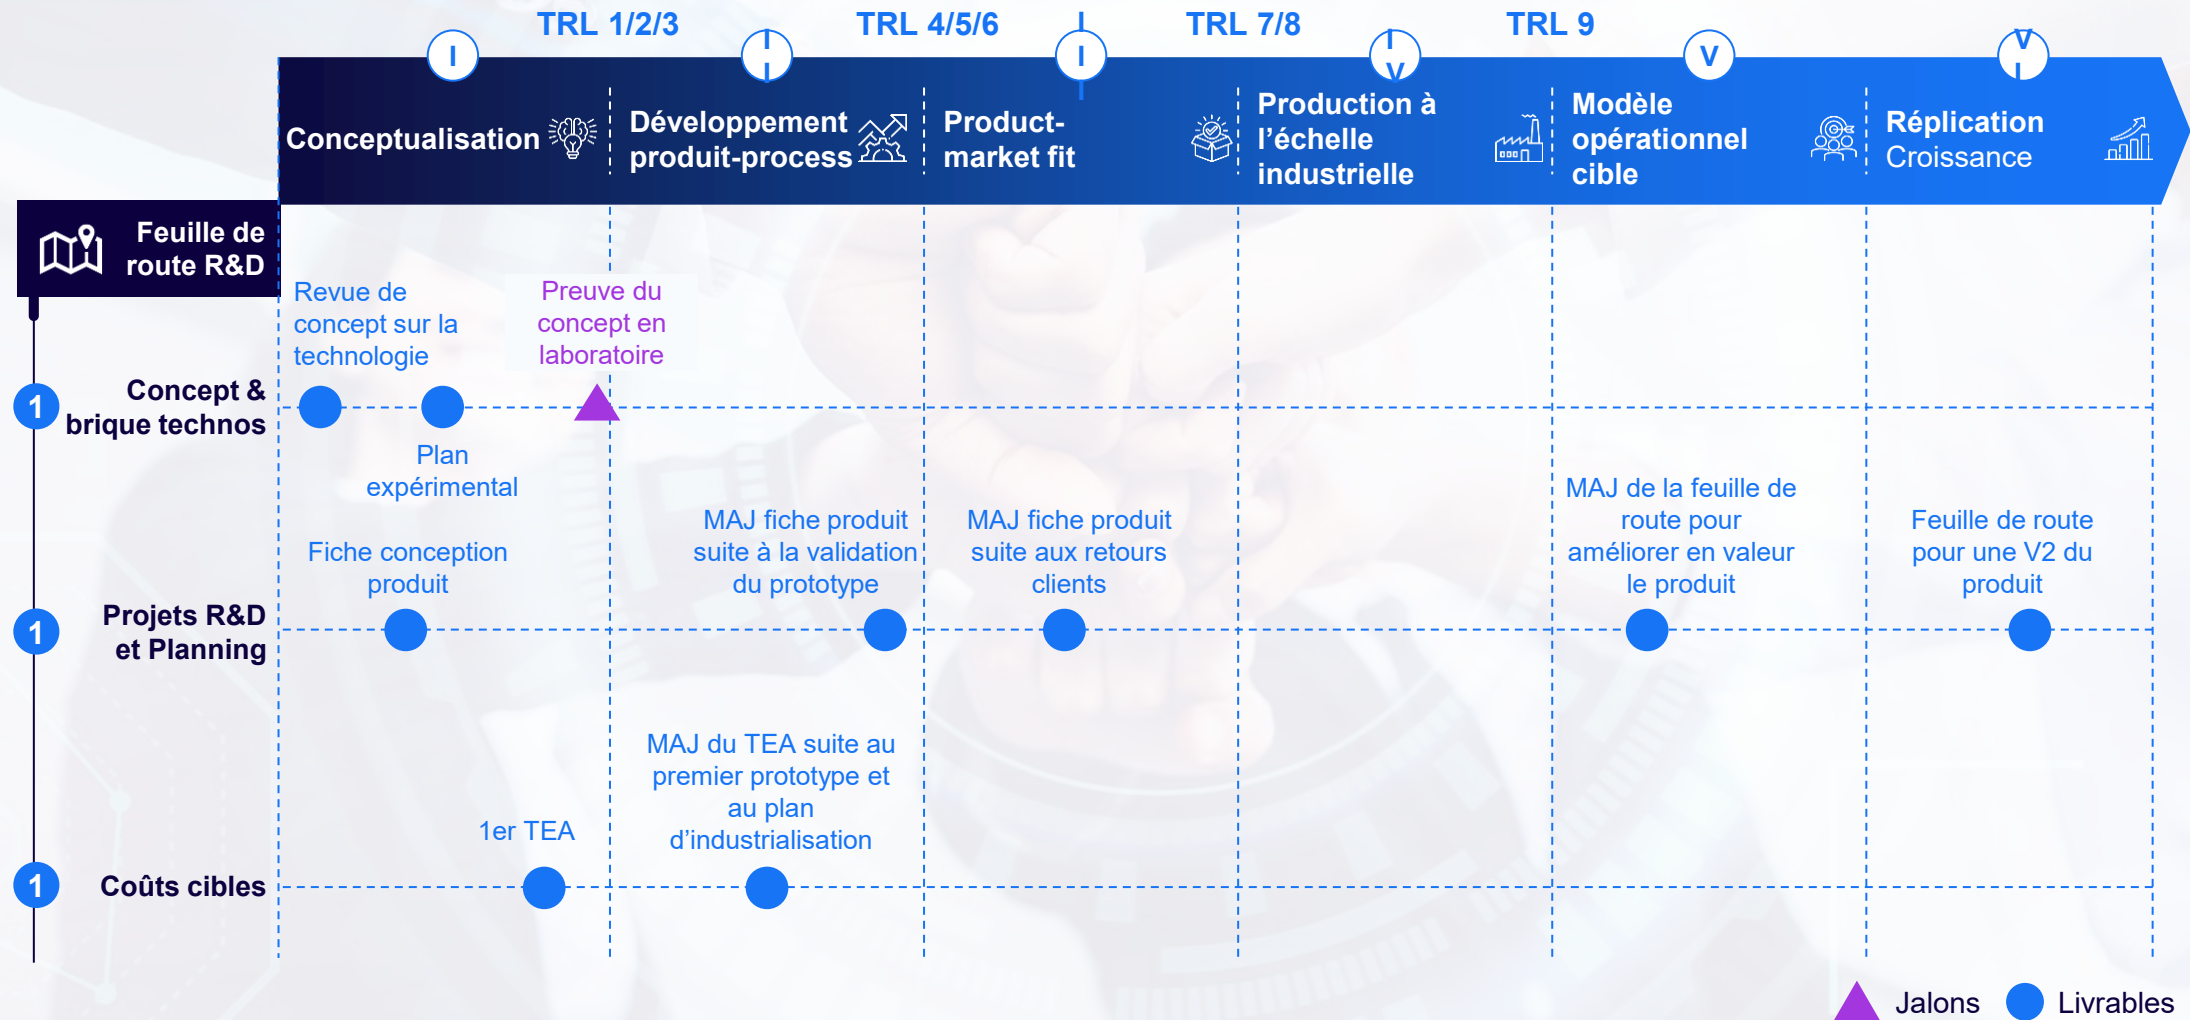 TRL 1/2/3
TRL 4/5/6
TRL 7/8
TRL 9
I
II
III
IV
V
VI
Conceptualisation
Développement
produit-process
Product-
market fit
Production à
l’échelle
industrielle
Modèle
opérationnel
cible
Réplication
Croissance
Feuille de
route R&D
Revue de
concept sur la
technologie
Preuve du
concept en
laboratoire
1
Concept &
brique technos
Plan
expérimental
Fiche conception
produit
MAJ fiche produit
suite à la validation
du prototype
MAJ fiche produit
suite aux retours
clients
MAJ de la feuille de
route pour
améliorer en valeur
le produit
Feuille de route
pour une V2 du
produit
1
Projets R&D
et Planning
1er TEA
MAJ du TEA suite au
premier prototype et
au plan
d’industrialisation
1
Coûts cibles
Jalons
Livrables